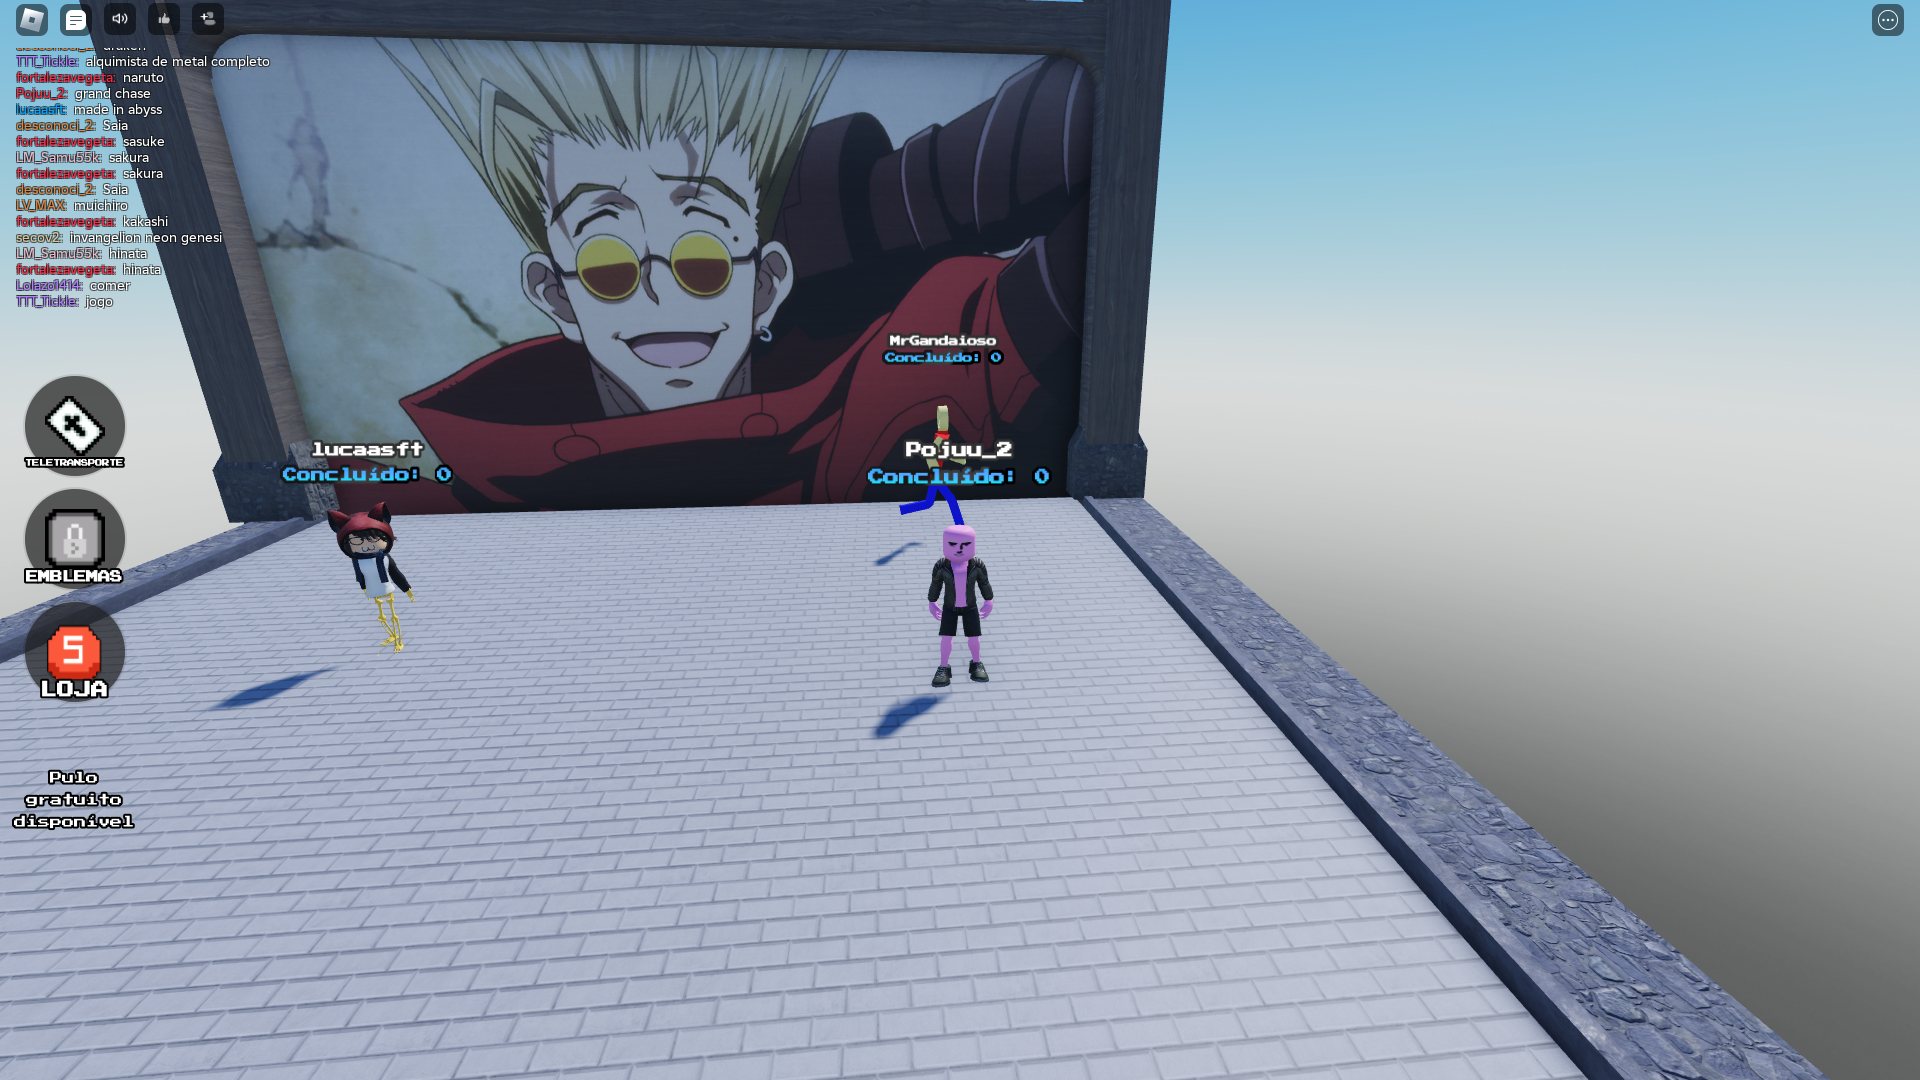 TTT_Tickle: alquimista de metal completo
fortalezavegeta: naruto
Pojuu_2: grand chase
lucaasft: made in abyss
desconoci_2: Saia
fortalezavegeta: sasuke
LM_Samu55k: sakura
fortalezavegeta: sakura
desconoci_2: Saia
LV_MAX: muichiro
fortalezavegeta: kakashi
secov2: invangelion neon genesi
LM_Samu55k: hinata
fortalezavegeta: hinata
Lolazo1414: comer
TTT_Tickle: jogo
MrGandaioso
Concluído: 0
lucaasft
Concluído: 0
Pojuu_2
Concluído: 0
TELETRANSPORTE
EMBLEMAS
5
LOJA
Pulo
gratuito
disponível